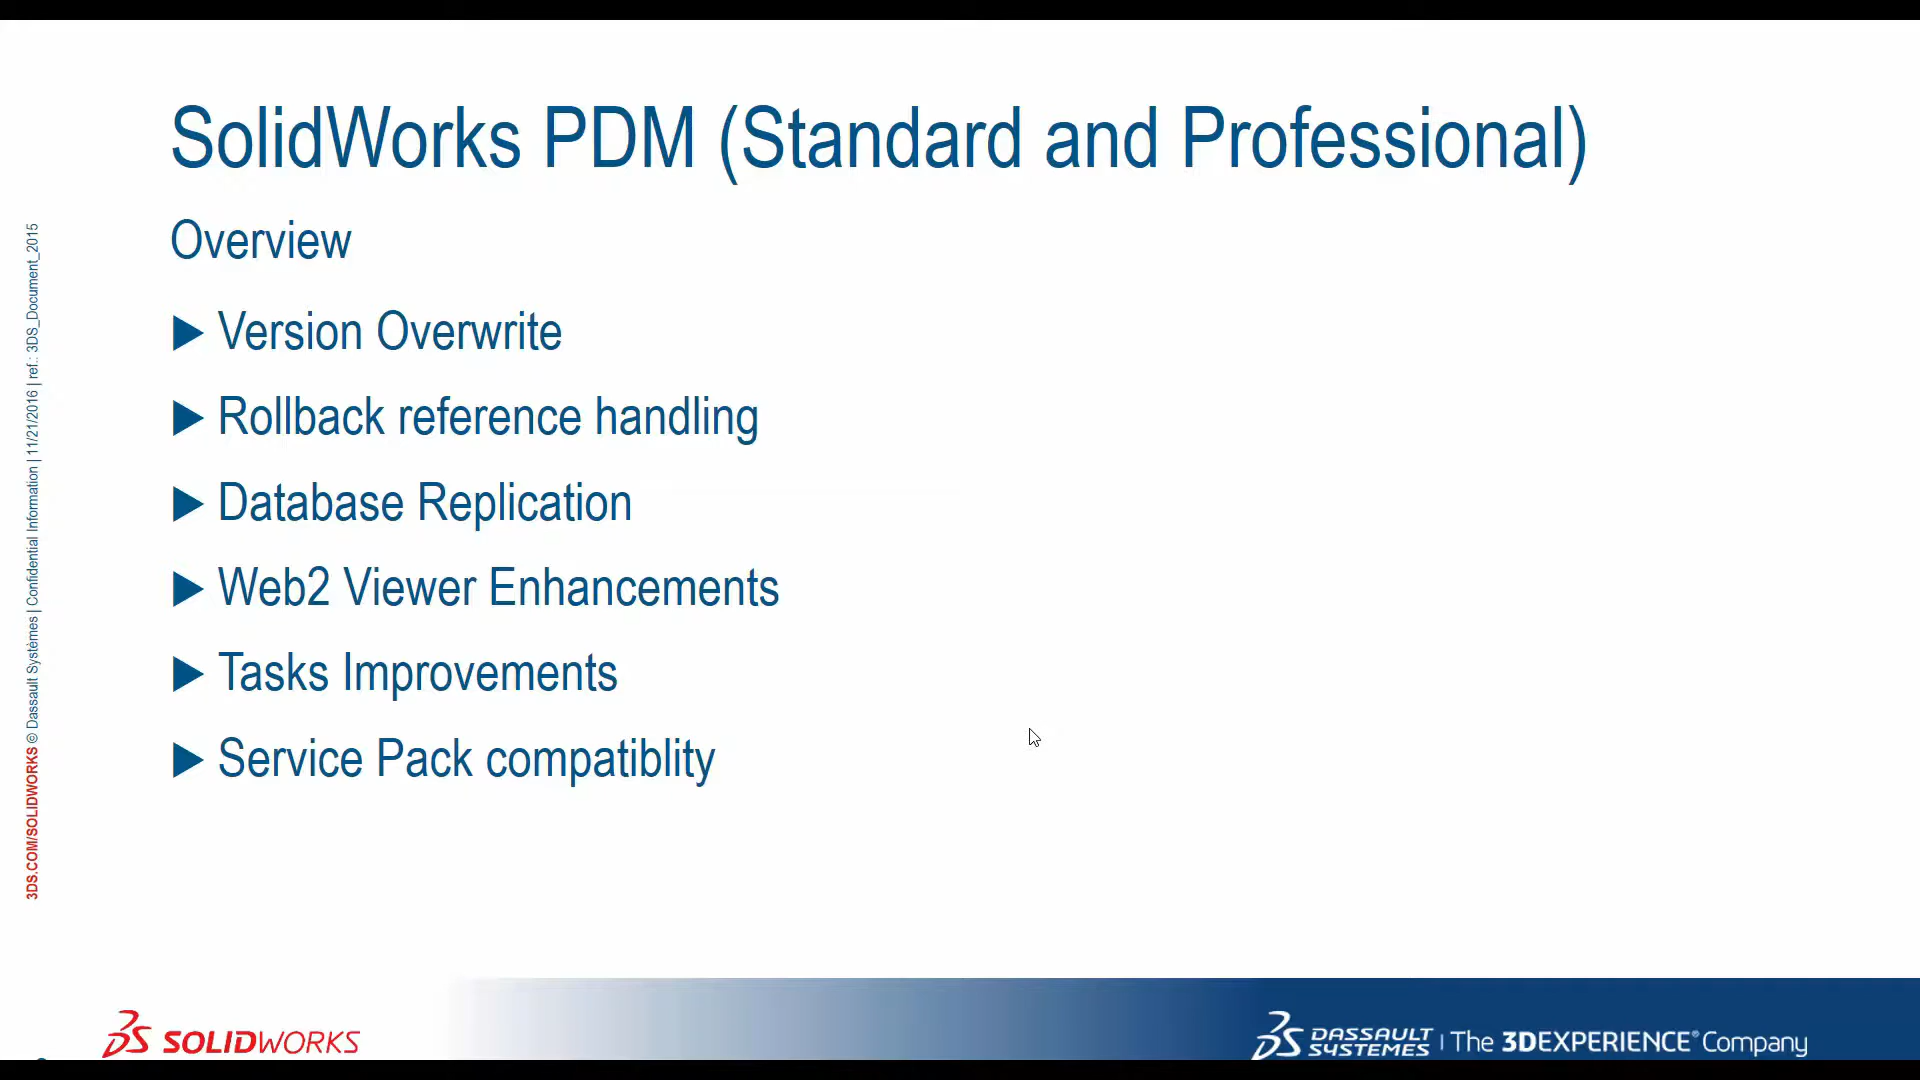 SolidWorks PDM (Standard and Professional)
Overview
Version Overwrite
Rollback reference handling
Database Replication
Web2 Viewer Enhancements
Tasks Improvements
Service Pack compatiblity
3DS.COM/SOLIDWORKS © Dassault Systèmes | Confidential Information | 11/21/2016 | ref.: 3DS_Document_2015
SOLIDWORKS
DASSAULT SYSTEMES | The 3DEXPERIENCE® Company